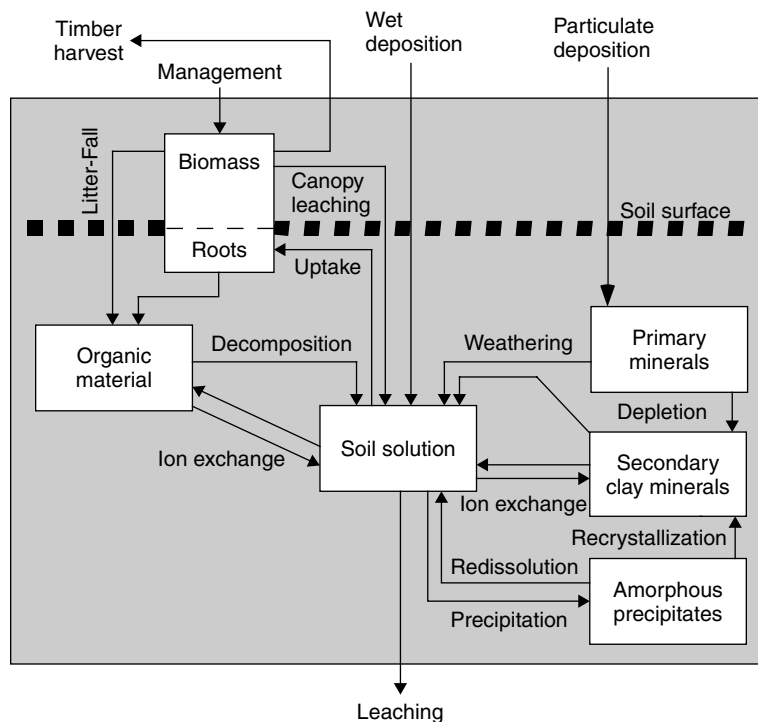 Timber
harvest
Wet
deposition
Particulate
deposition
Management
Litter-Fall
Biomass
Canopy
leaching
Soil surface
Roots
Uptake
Organic
material
Decomposition
Weathering
Primary
minerals
Depletion
Ion exchange
Soil solution
Secondary
clay minerals
Ion exchange
Recrystallization
Redissolution
Precipitation
Amorphous
precipitates
Leaching